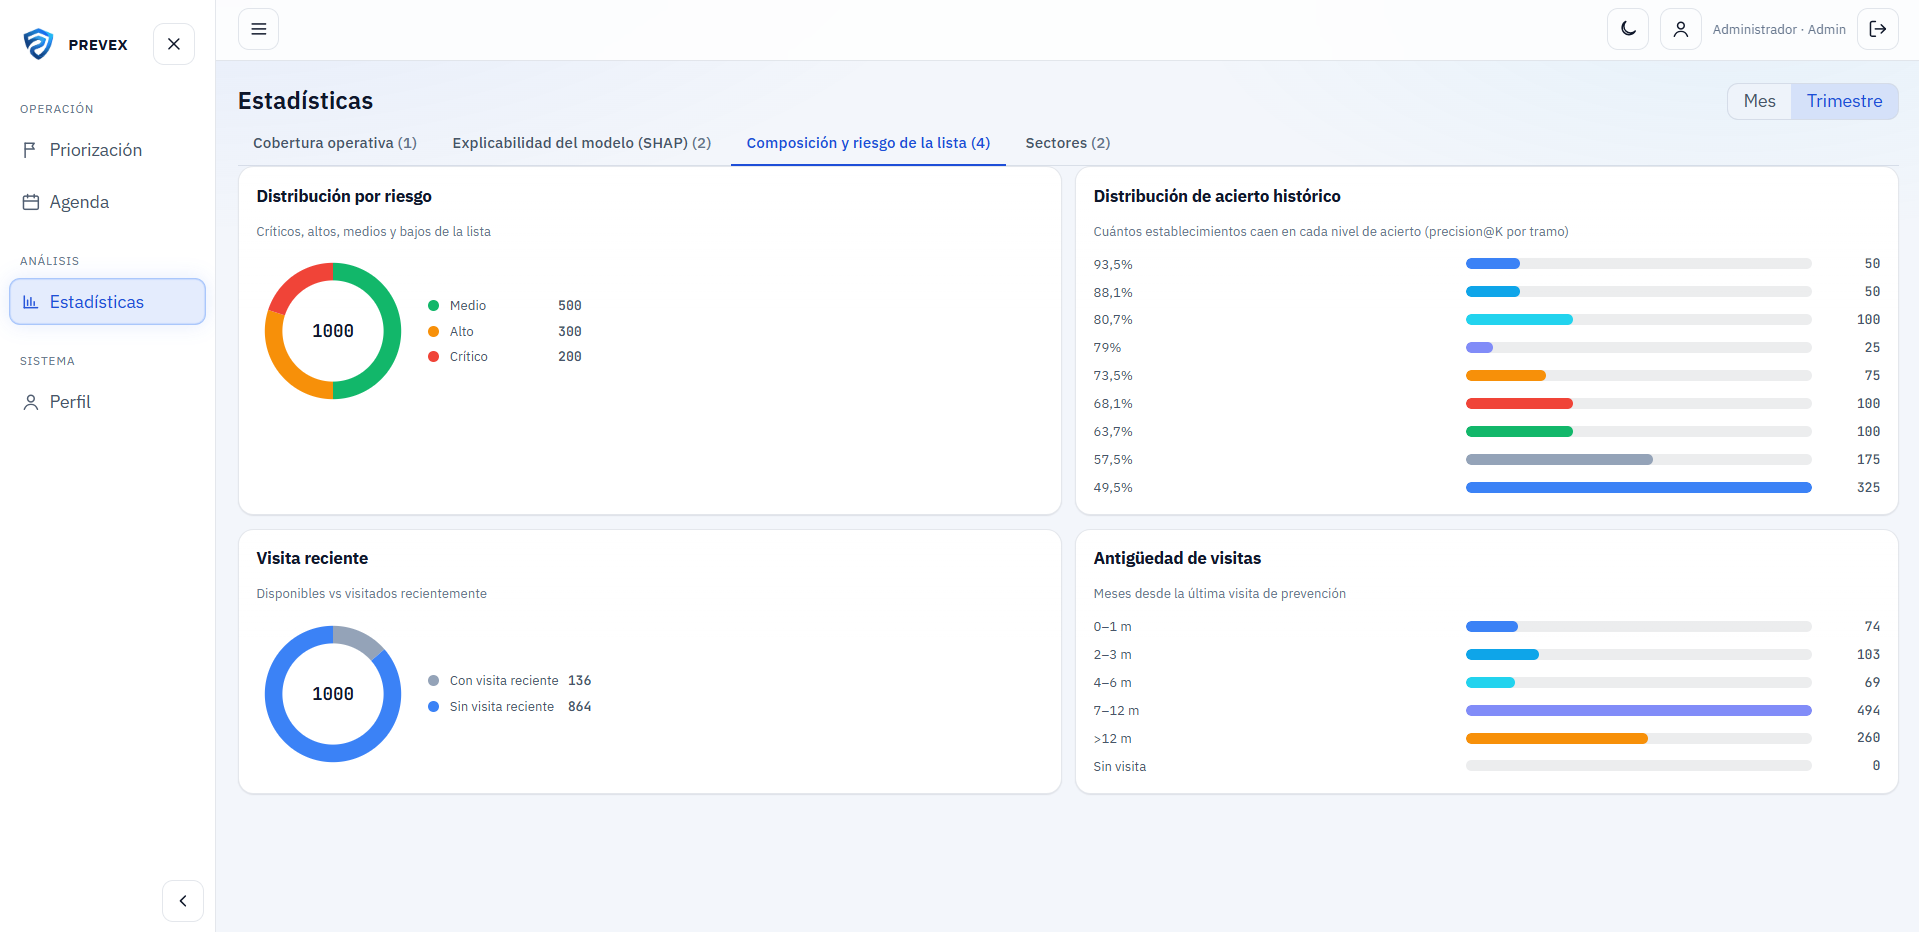 PREVEX
OPERACIÓN
Priorización
Agenda
ANÁLISIS
Estadísticas
SISTEMA
Perfil
Administrador · Admin
Estadísticas
Mes
Trimestre
Cobertura operativa (1)
Explicabilidad del modelo (SHAP) (2)
Composición y riesgo de la lista (4)
Sectores (2)
Distribución por riesgo
Críticos, altos, medios y bajos de la lista
1000
Medio 500
Alto 300
Crítico 200
Distribución de acierto histórico
Cuántos establecimientos caen en cada nivel de acierto (precision@K por tramo)
93,5% 50
88,1% 50
80,7% 100
79% 25
73,5% 75
68,1% 100
63,7% 100
57,5% 175
49,5% 325
Visita reciente
Disponibles vs visitados recientemente
1000
Con visita reciente 136
Sin visita reciente 864
Antigüedad de visitas
Meses desde la última visita de prevención
0–1 m 74
2–3 m 103
4–6 m 69
7–12 m 494
>12 m 260
Sin visita 0